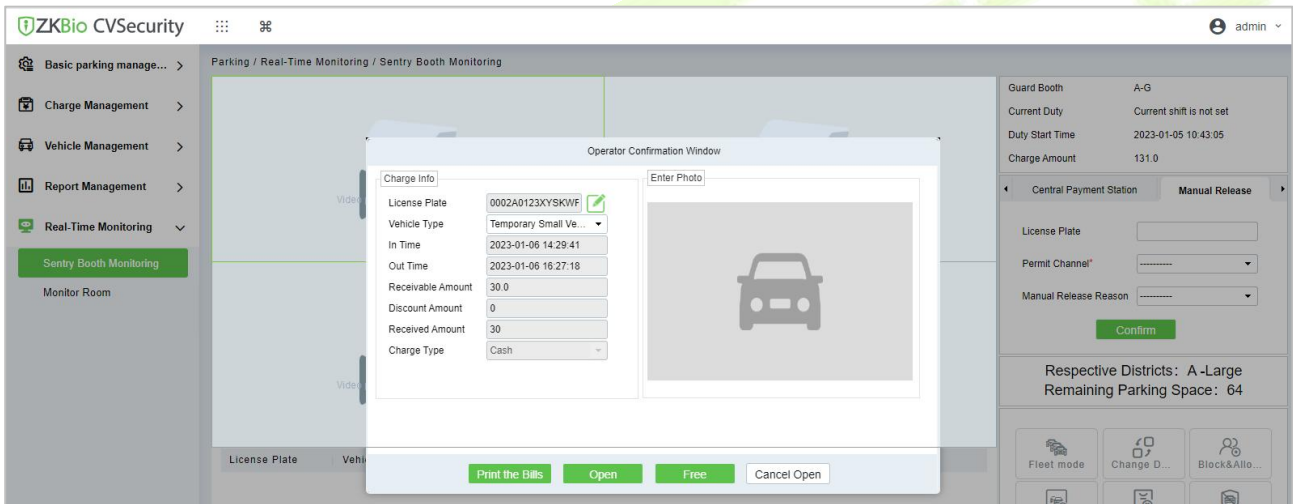 ZKBio CVSecurity
admin
Basic parking manage...
Charge Management
Vehicle Management
Report Management
Real-Time Monitoring
Sentry Booth Monitoring
Monitor Room
Parking / Real-Time Monitoring / Sentry Booth Monitoring
Video
Video
Operator Confirmation Window
Charge Info
License Plate 0002A0123XYSKWF
Vehicle Type Temporary Small Ve...
In Time 2023-01-06 14:29:41
Out Time 2023-01-06 16:27:18
Receivable Amount 30.0
Discount Amount 0
Received Amount 30
Charge Type Cash
Enter Photo
Print the Bills Open Free Cancel Open
License Plate Vehi
Guard Booth A-G
Current Duty Current shift is not set
Duty Start Time 2023-01-05 10:43:05
Charge Amount 131.0
Central Payment Station Manual Release
License Plate
Permit Channel* ----------
Manual Release Reason ----------
Confirm
Respective Districts: A -Large
Remaining Parking Space: 64
Fleet mode Change D... Block&Allo...